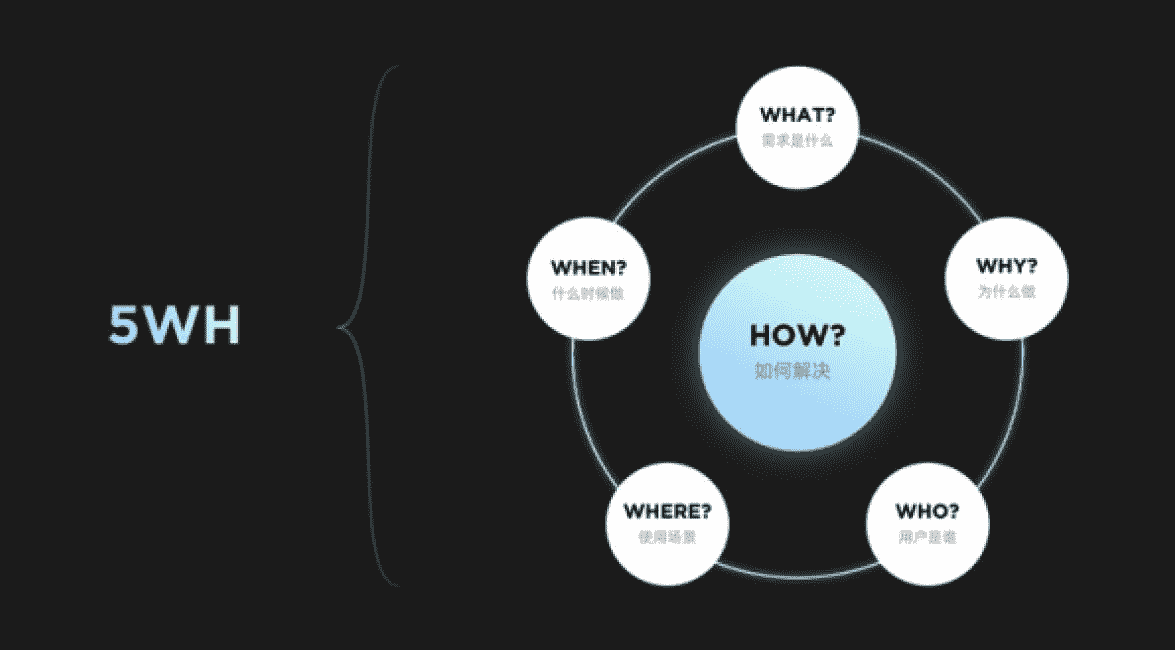 5WH
WHAT?
需求是什么
WHY?
为什么做
WHO?
用户是谁
WHERE?
使用场景
WHEN?
什么时候做
HOW?
如何解决